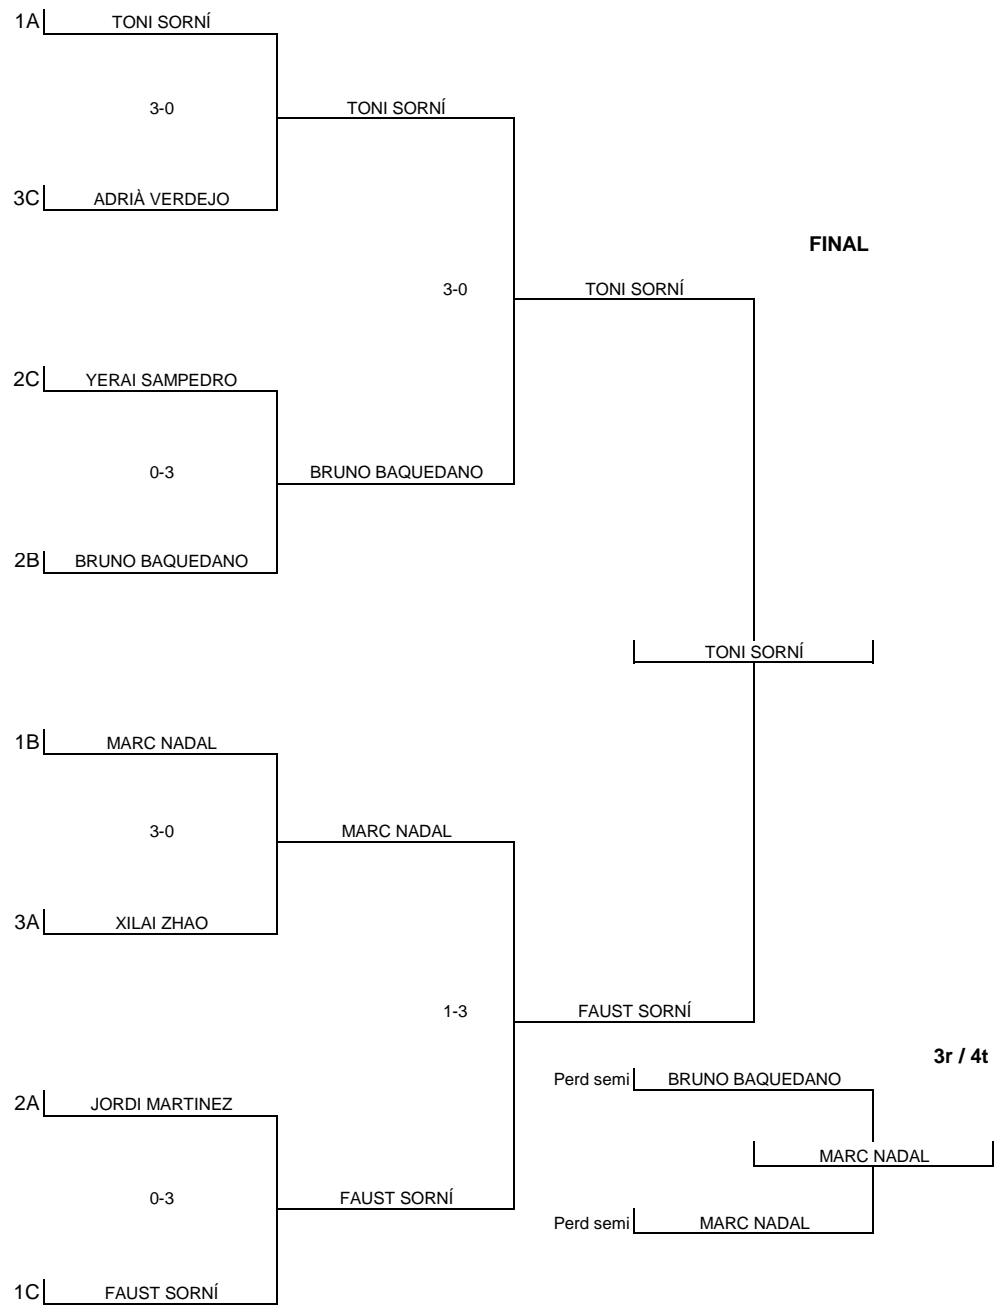 1A TONI SORNÍ
3-0 TONI SORNÍ
3C ADRIÀ VERDEJO
FINAL
3-0 TONI SORNÍ
2C YERAI SAMPEDRO
0-3 BRUNO BAQUEDANO
2B BRUNO BAQUEDANO
TONI SORNÍ
1B MARC NADAL
3-0 MARC NADAL
3A XILAI ZHAO
1-3 FAUST SORNÍ
3r / 4t
Perd semi BRUNO BAQUEDANO
2A JORDI MARTINEZ
MARC NADAL
0-3 FAUST SORNÍ
Perd semi MARC NADAL
1C FAUST SORNÍ